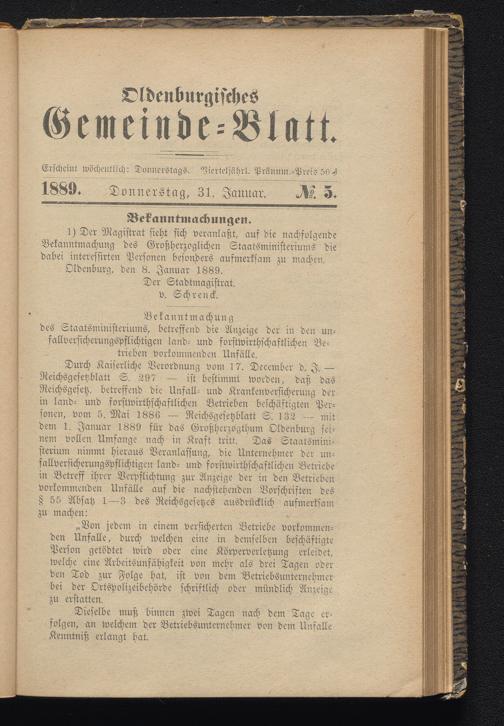 Oldenburgisches
Gemeinde-Blatt.
Erscheint wöchentlich: Donnerstags. Vierteljährl. Pränum.-Preis 50 ₰
1889. Donnerstag, 31. Januar. № 5.
Bekanntmachungen.
1) Der Magistrat sieht sich veranlaßt, auf die nachfolgende
Bekanntmachung des Großherzoglichen Staatsministeriums die
dabei interessirten Personen besonders aufmerksam zu machen.
Oldenburg, den 8. Januar 1889.
Der Stadtmagistrat.
v. Schrenck.
Bekanntmachung
des Staatsministeriums, betreffend die Anzeige der in den un-
fallversicherungspflichtigen land- und forstwirthschaftlichen Be-
trieben vorkommenden Unfälle.
Durch Kaiserliche Verordnung vom 17. December d. J. —
Reichsgesetzblatt S. 297 — ist bestimmt worden, daß das
Reichsgesetz, betreffend die Unfall- und Krankenversicherung der
in land- und forstwirthschaftlichen Betrieben beschäftigten Per-
sonen, vom 5. Mai 1886 — Reichsgesetzblatt S. 132 — mit
dem 1. Januar 1889 für das Großherzogthum Oldenburg sei-
nem vollen Umfange nach in Kraft tritt. Das Staatsmini-
sterium nimmt hieraus Veranlassung, die Unternehmer der un-
fallversicherungspflichtigen land- und forstwirthschaftlichen Betriebe
in Betreff ihrer Verpflichtung zur Anzeige der in den Betrieben
vorkommenden Unfälle auf die nachstehenden Vorschriften des
§ 55 Absatz 1—3 des Reichsgesetzes ausdrücklich aufmerksam
zu machen:
„Von jedem in einem versicherten Betriebe vorkommen-
den Unfalle, durch welchen eine in demselben beschäftigte
Person getödtet wird oder eine Körperverletzung erleidet,
welche eine Arbeitsunfähigkeit von mehr als drei Tagen oder
den Tod zur Folge hat, ist von dem Betriebsunternehmer
bei der Ortspolizeibehörde schriftlich oder mündlich Anzeige
zu erstatten.
Dieselbe muß binnen zwei Tagen nach dem Tage er-
folgen, an welchem der Betriebsunternehmer von dem Unfalle
Kenntniß erlangt hat.